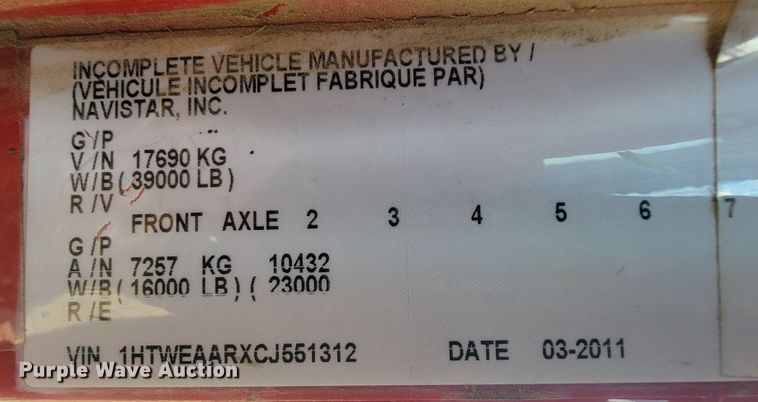 INCOMPLETE VEHICLE MANUFACTURED BY /
(VEHICULE INCOMPLET FABRIQUE PAR)
NAVISTAR, INC.
G /P
V /N 17690 KG
W/B ( 39000 LB )
R /V
FRONT AXLE 2 3 4 5 6 7
G /P
A /N 7257 KG 10432
W/B ( 16000 LB ) ( 23000
R /E
VIN 1HTWEAARXCJ551312 DATE 03-2011
Purple Wave Auction